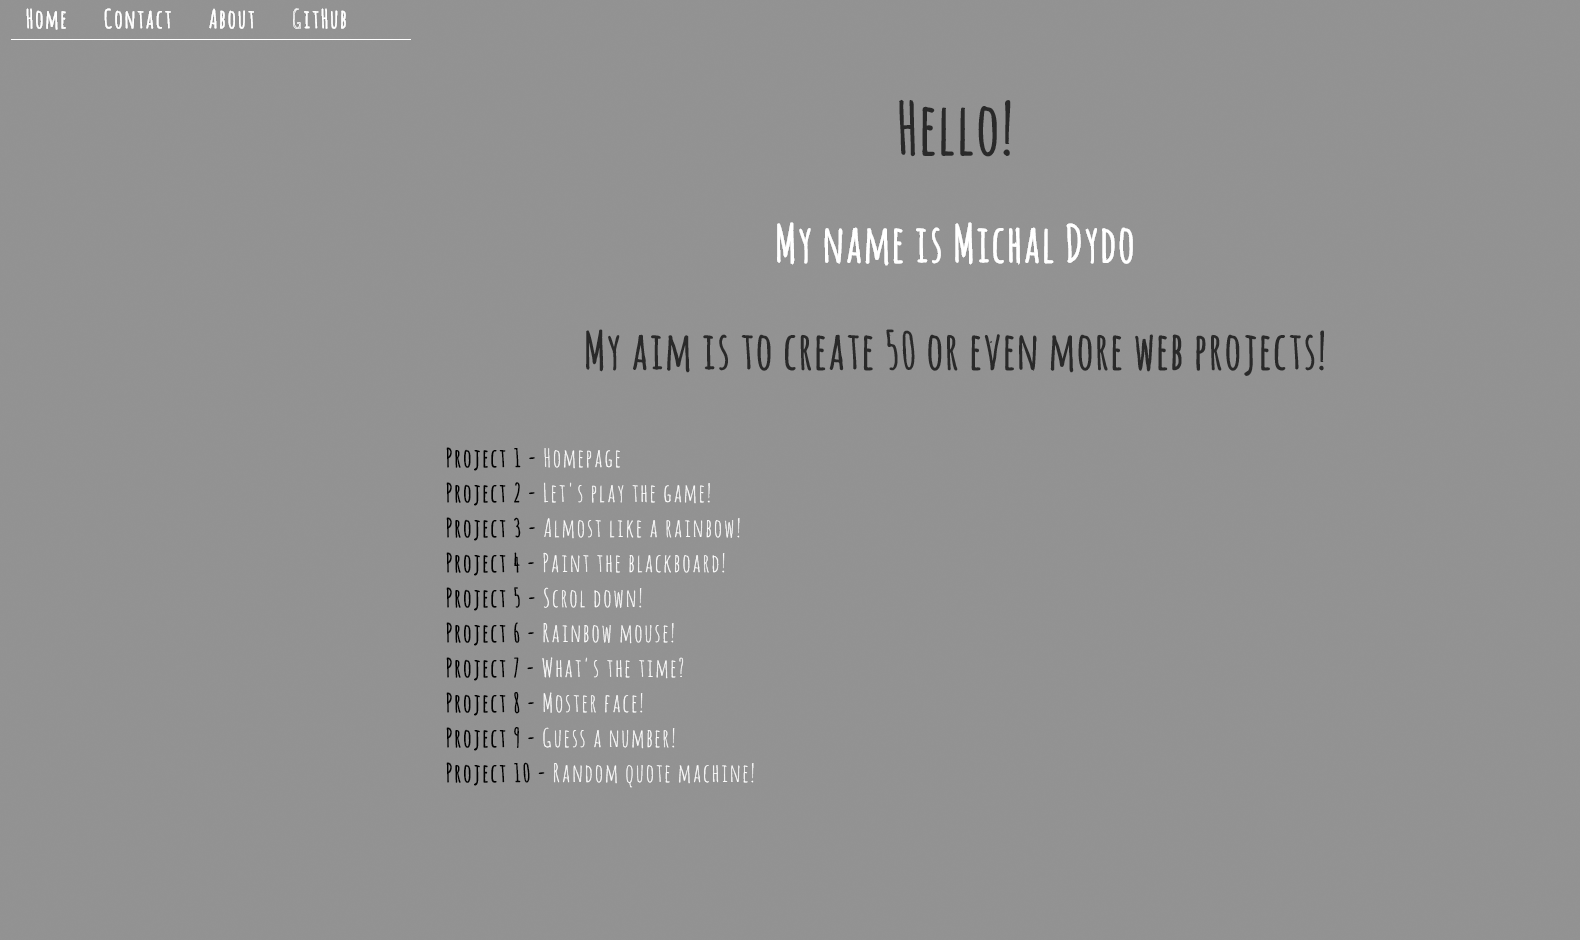 Home Contact About GitHub
Hello!
My name is Michal Dydo
My aim is to create 50 or even more web projects!
Project 1 - Homepage
Project 2 - Let's play the game!
Project 3 - Almost like a rainbow!
Project 4 - Paint the blackboard!
Project 5 - Scrol down!
Project 6 - Rainbow mouse!
Project 7 - What's the time?
Project 8 - Moster face!
Project 9 - Guess a number!
Project 10 - Random quote machine!